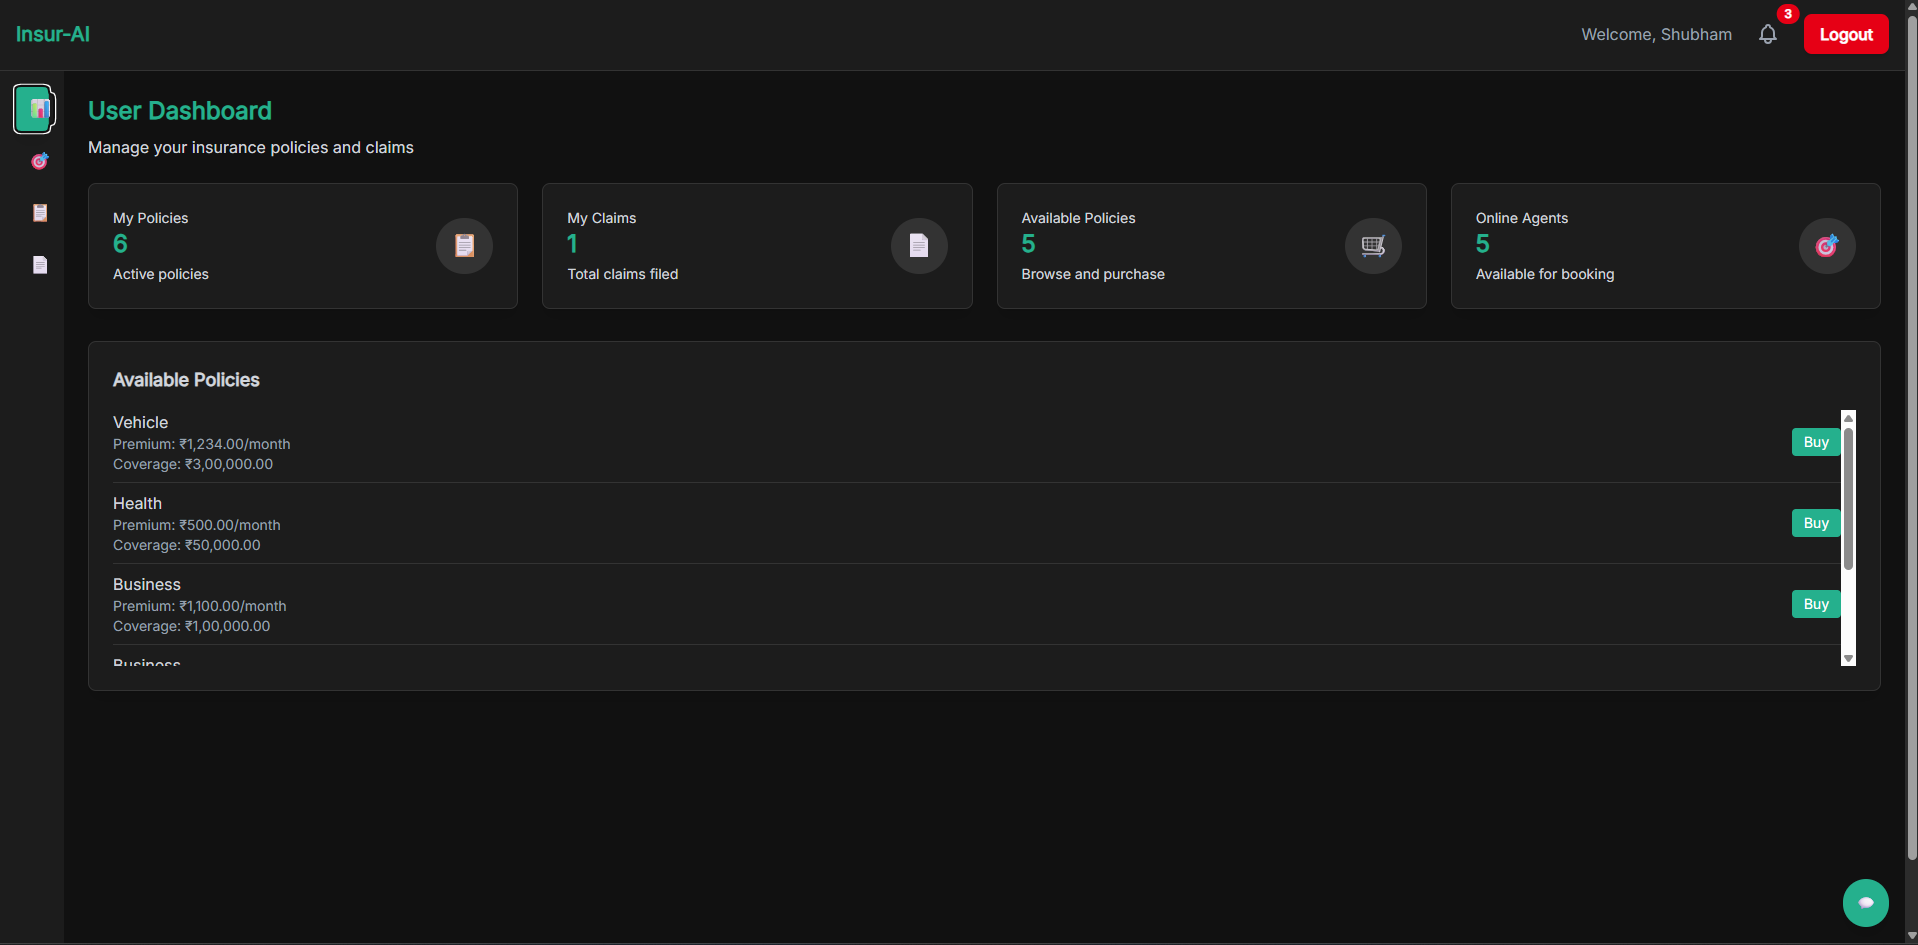 Insur-AI
Welcome, Shubham
3
Logout
User Dashboard
Manage your insurance policies and claims
My Policies
6
Active policies
My Claims
1
Total claims filed
Available Policies
5
Browse and purchase
Online Agents
5
Available for booking
Available Policies
Vehicle
Premium: ₹1,234.00/month
Coverage: ₹3,00,000.00
Buy
Health
Premium: ₹500.00/month
Coverage: ₹50,000.00
Buy
Business
Premium: ₹1,100.00/month
Coverage: ₹1,00,000.00
Buy
Business